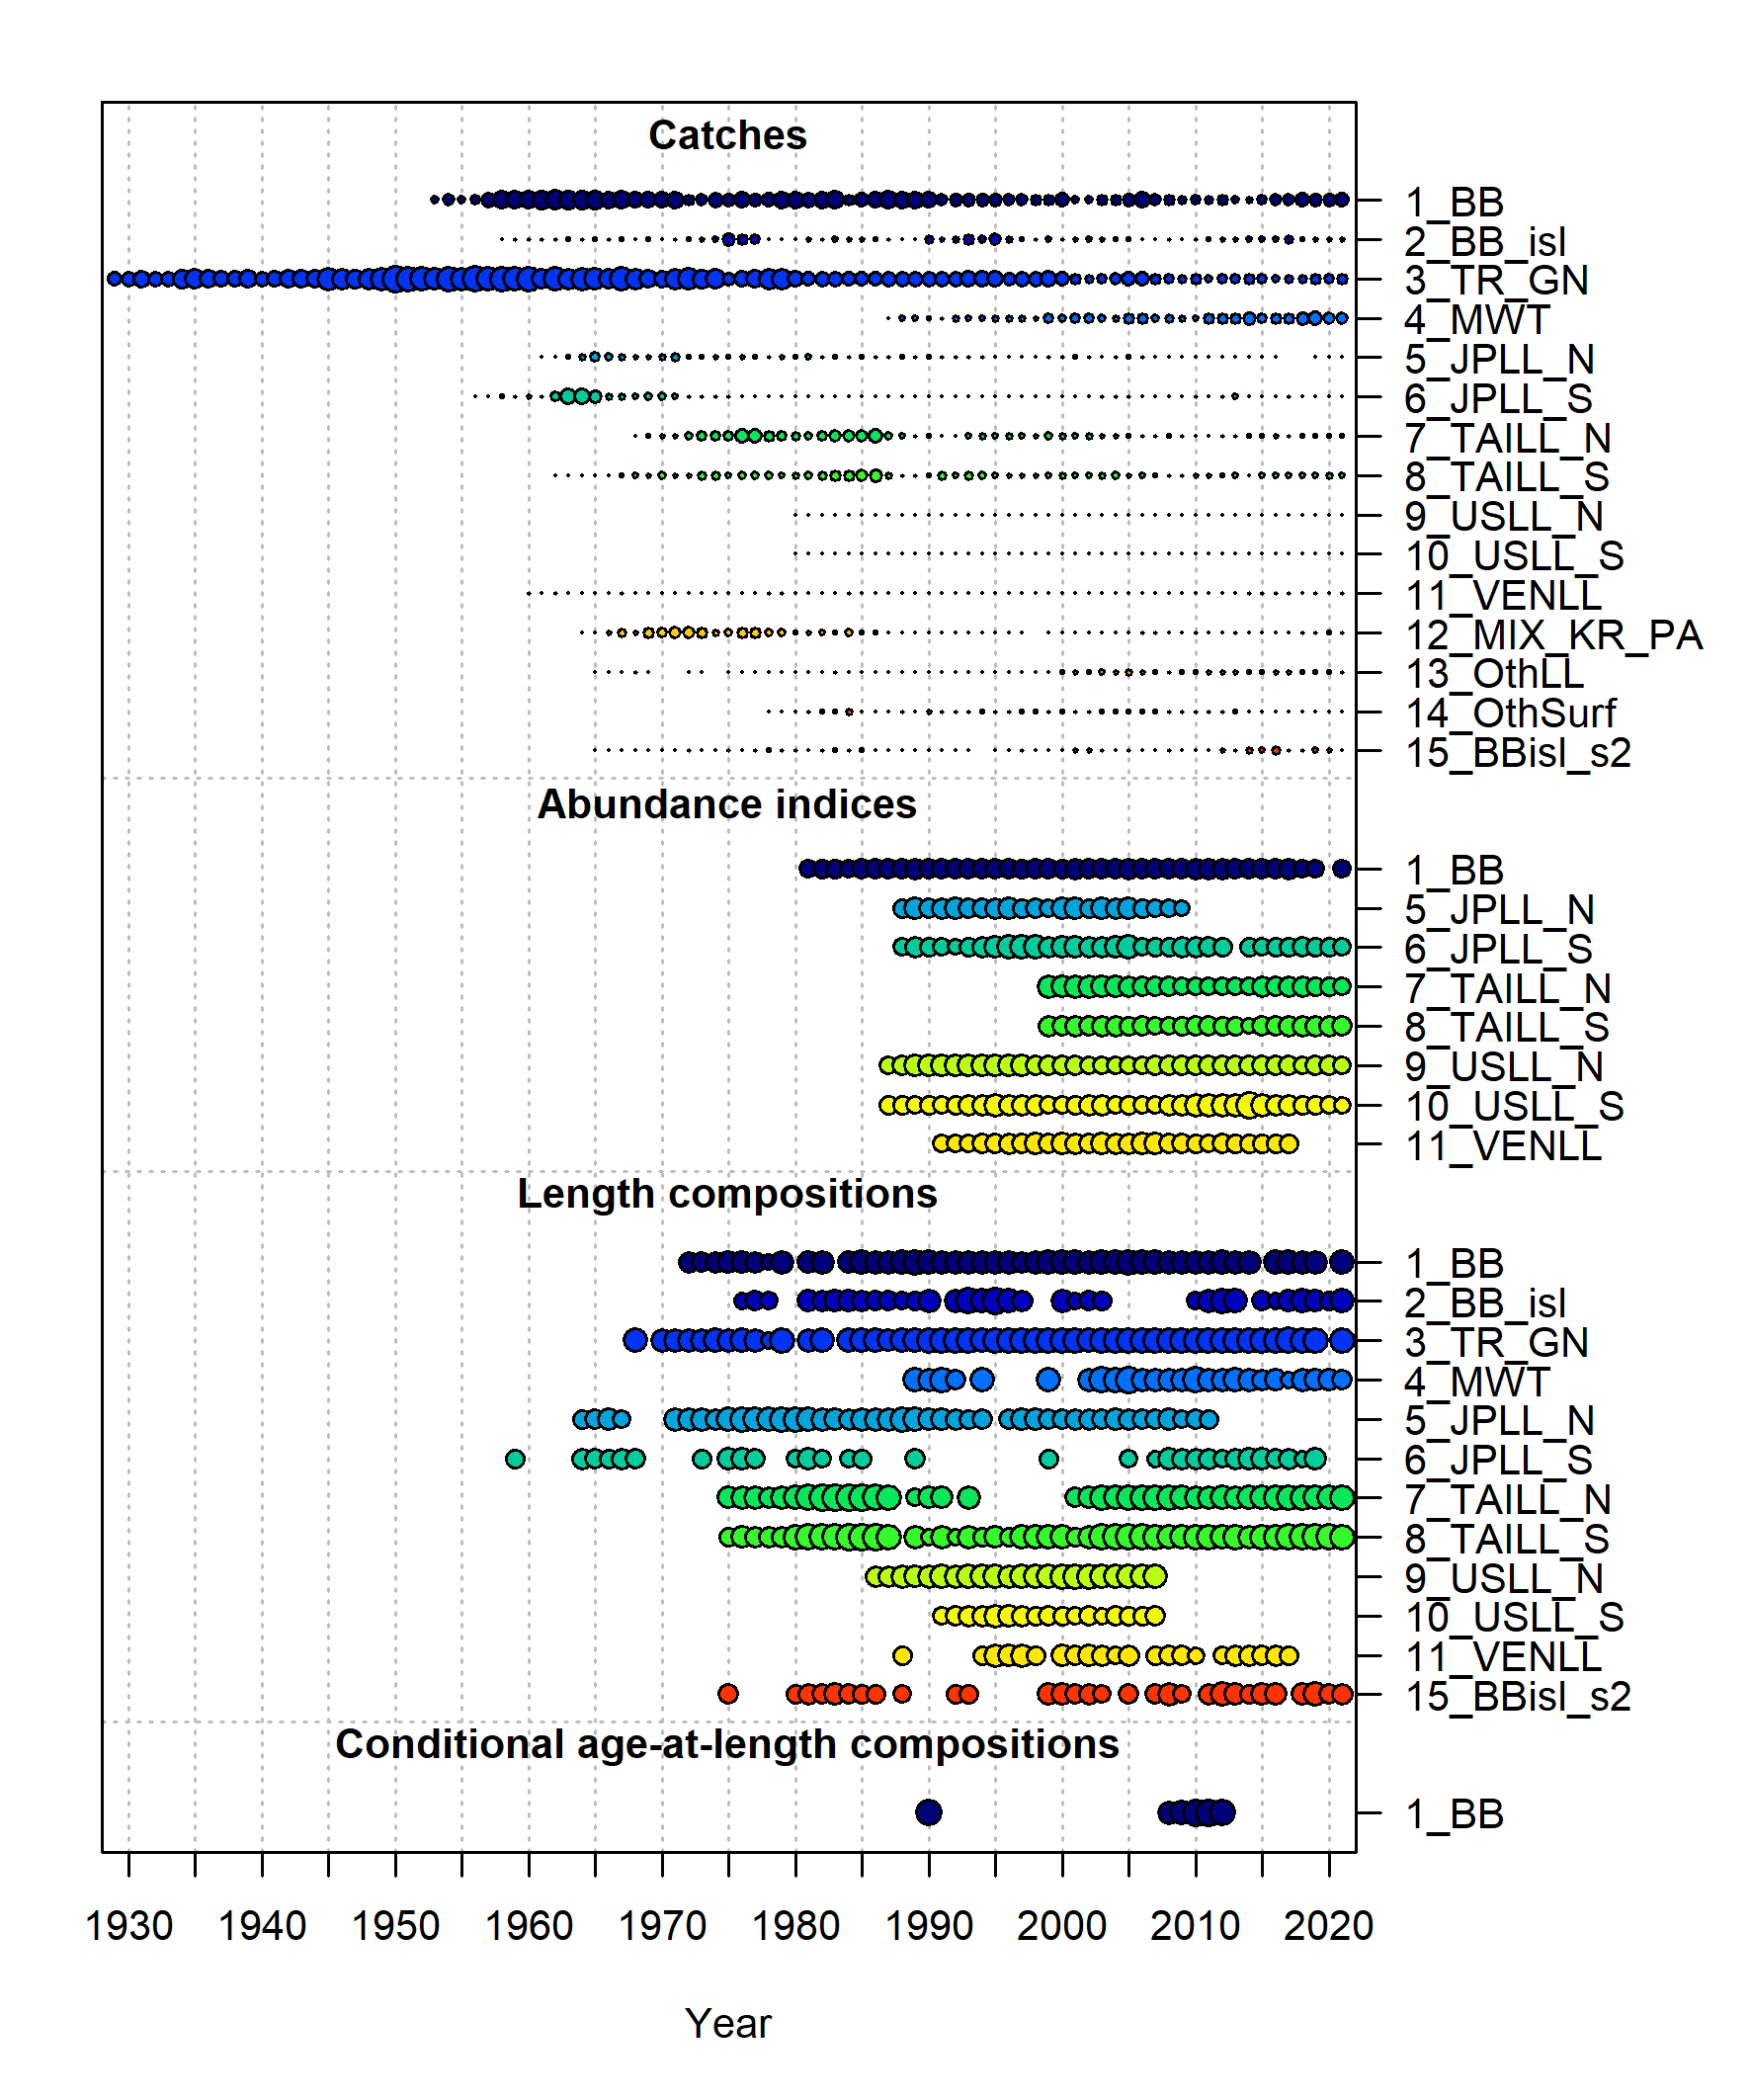 Catches
1_BB
2_BB_isl
3_TR_GN
4_MWT
5_JPLL_N
6_JPLL_S
7_TAILL_N
8_TAILL_S
9_USLL_N
10_USLL_S
11_VENLL
12_MIX_KR_PA
13_OthLL
14_OthSurf
15_BBisl_s2
Abundance indices
1_BB
5_JPLL_N
6_JPLL_S
7_TAILL_N
8_TAILL_S
9_USLL_N
10_USLL_S
11_VENLL
Length compositions
1_BB
2_BB_isl
3_TR_GN
4_MWT
5_JPLL_N
6_JPLL_S
7_TAILL_N
8_TAILL_S
9_USLL_N
10_USLL_S
11_VENLL
15_BBisl_s2
Conditional age-at-length compositions
1_BB
1930 1940 1950 1960 1970 1980 1990 2000 2010 2020
Year